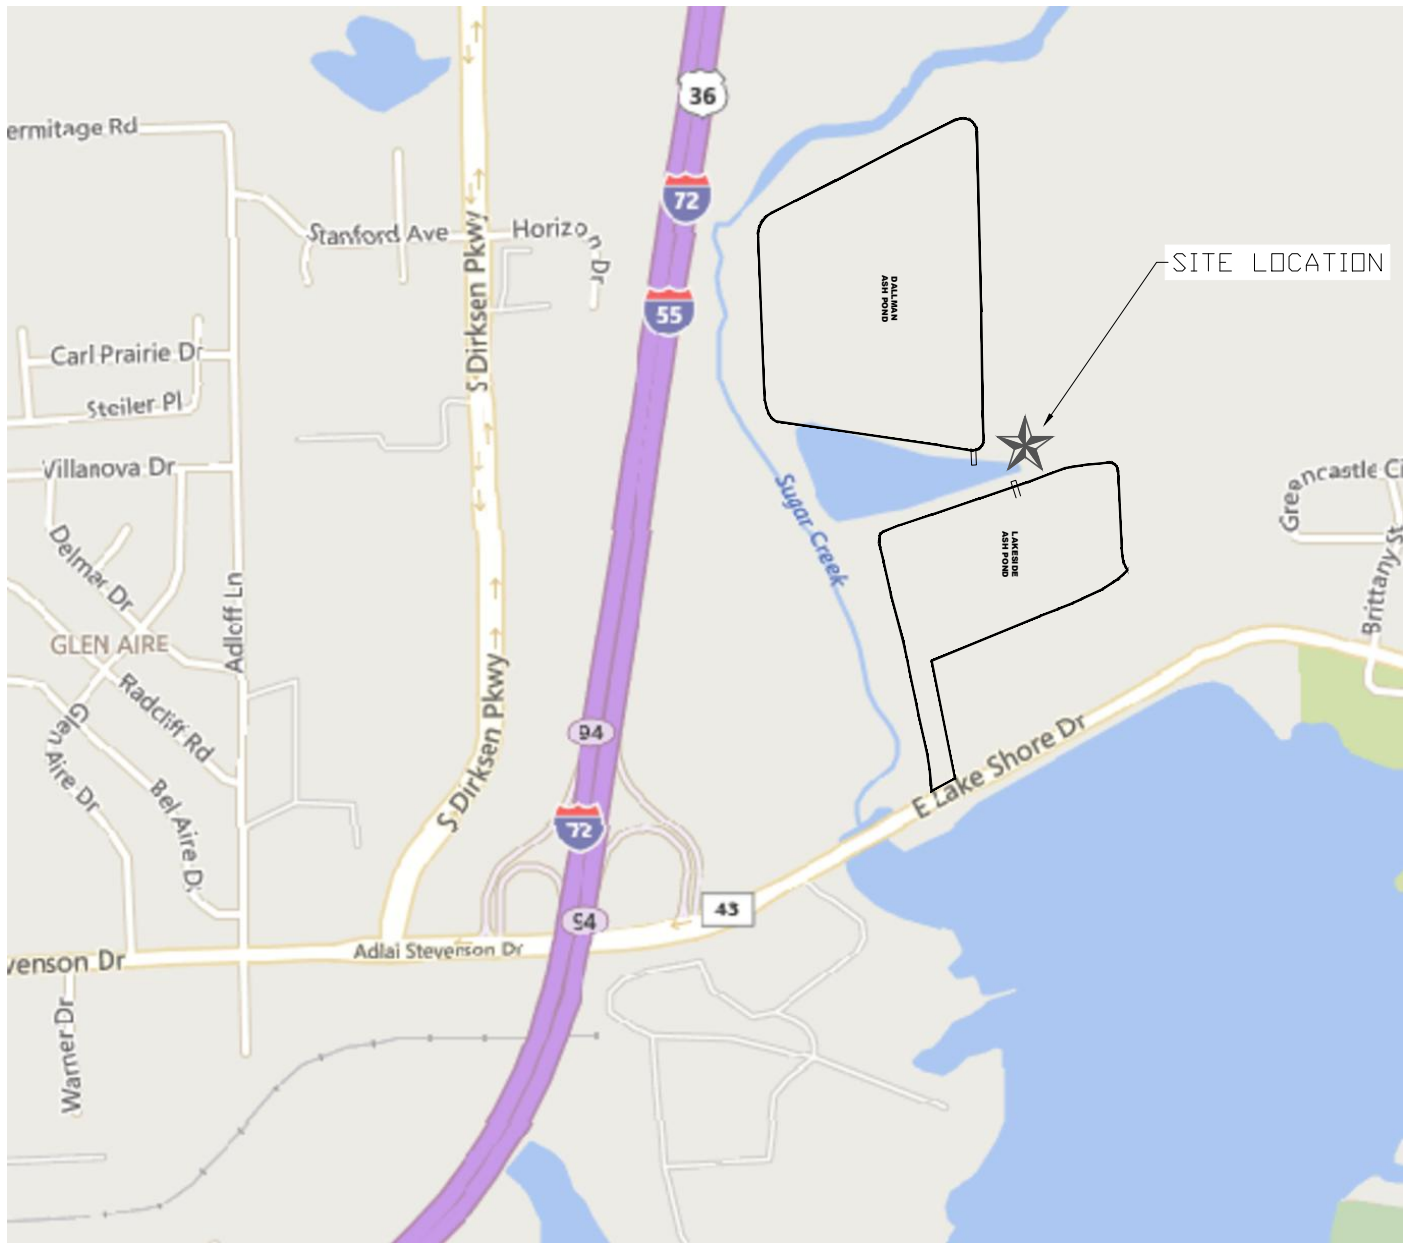 36
ermitage Rd
72
Stanford Ave
Horizon Dr
S Dirksen Pkwy
SITE LOCATION
DALLMAN
ASH POND
55
Carl Prairie Dr
Steiler Pl
Villanova Dr
Greencastle Ci
Sugar Creek
Delmar Dr
LAKESIDE
ASH POND
Brittany St
Adloff Ln
GLEN AIRE
Radcliff Rd
S Dirksen Pkwy
Glen Aire Dr
94
E Lake Shore Dr
Bel Aire D
72
43
94
Adlai Stevenson Dr
venson Dr
Warner Dr